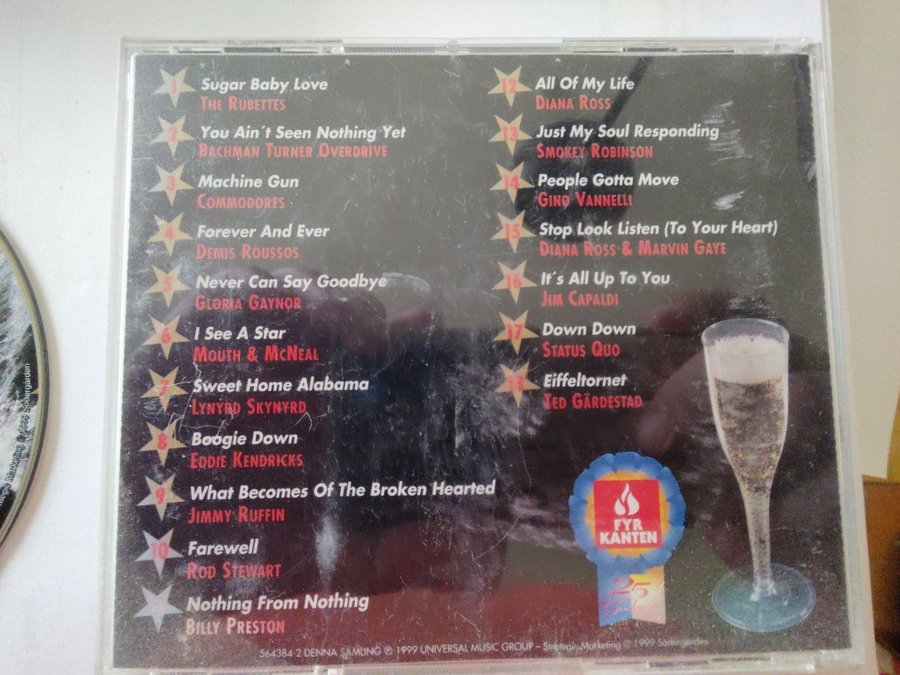 1 Sugar Baby Love
The Rubettes
2 You Ain´t Seen Nothing Yet
Bachman Turner Overdrive
3 Machine Gun
Commodores
4 Forever And Ever
Demis Roussos
5 Never Can Say Goodbye
Gloria Gaynor
6 I See A Star
Mouth & McNeal
7 Sweet Home Alabama
Lynyrd Skynyrd
8 Boogie Down
Eddie Kendricks
9 What Becomes Of The Broken Hearted
Jimmy Ruffin
10 Farewell
Rod Stewart
Nothing From Nothing
Billy Preston
12 All Of My Life
Diana Ross
13 Just My Soul Responding
Smokey Robinson
14 People Gotta Move
Gino Vannelli
15 Stop Look Listen (To Your Heart)
Diana Ross & Marvin Gaye
16 It´s All Up To You
Jim Capaldi
17 Down Down
Status Quo
18 Eiffeltornet
Ted Gärdestad
FYR
KANTEN
25
564384-2 DENNA SAMLING ℗ 1999 UNIVERSAL MUSIC GROUP – Strategic Marketing © 1999 Södergården